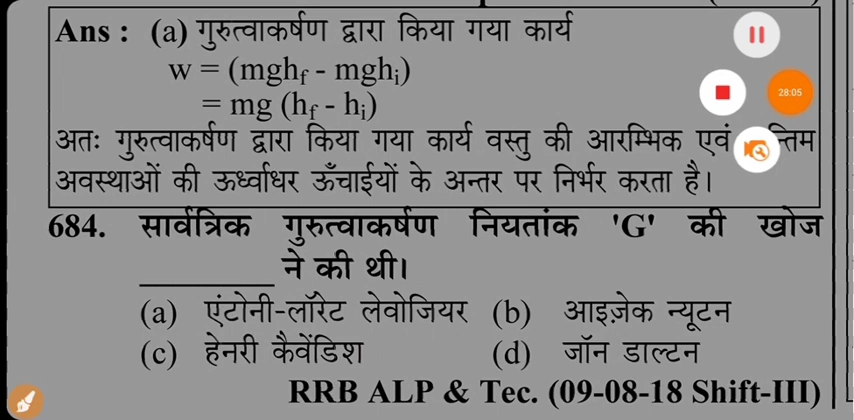 Ans : (a) गुरुत्वाकर्षण द्वारा किया गया कार्य
w = (mgh_f - mgh_i)
= mg (h_f - h_i)
28:05
अतः गुरुत्वाकर्षण द्वारा किया गया कार्य वस्तु की आरम्भिक एवं
अवस्थाओं की ऊर्ध्वाधर ऊँचाईयों के अन्तर पर निर्भर करता है।
684. सार्वत्रिक गुरुत्वाकर्षण नियतांक 'G' की खोज
________ ने की थी।
(a) एंटोनी-लॉरेट लेवोजियर (b) आइज़ेक न्यूटन
(c) हेनरी कैवेंडिश (d) जॉन डाल्टन
RRB ALP & Tec. (09-08-18 Shift-III)